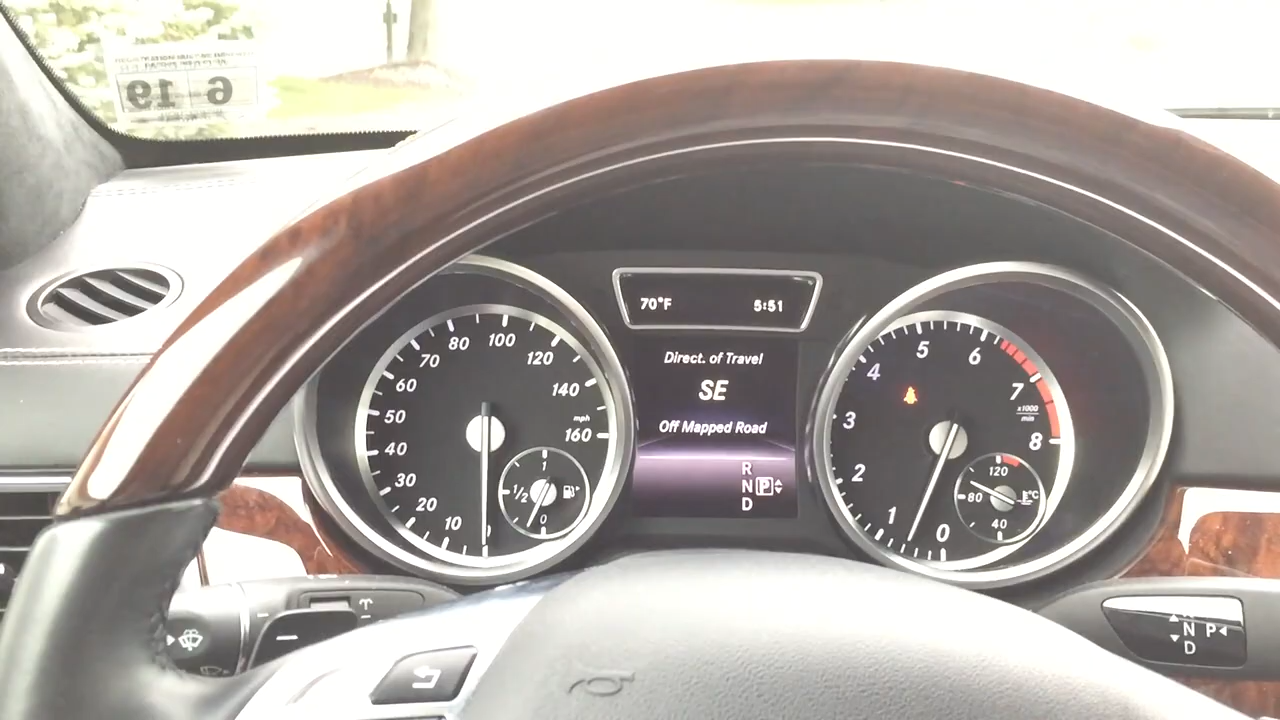 6 19
70°F 5:51
Direct. of Travel
SE
Off Mapped Road
R
N P
D
10
20
30
40
50
60
70
80
100
120
140
mph
160
1
1/2
0
0
1
2
3
4
5
6
7
x1000
min
8
120
80
°C
40
N P
D